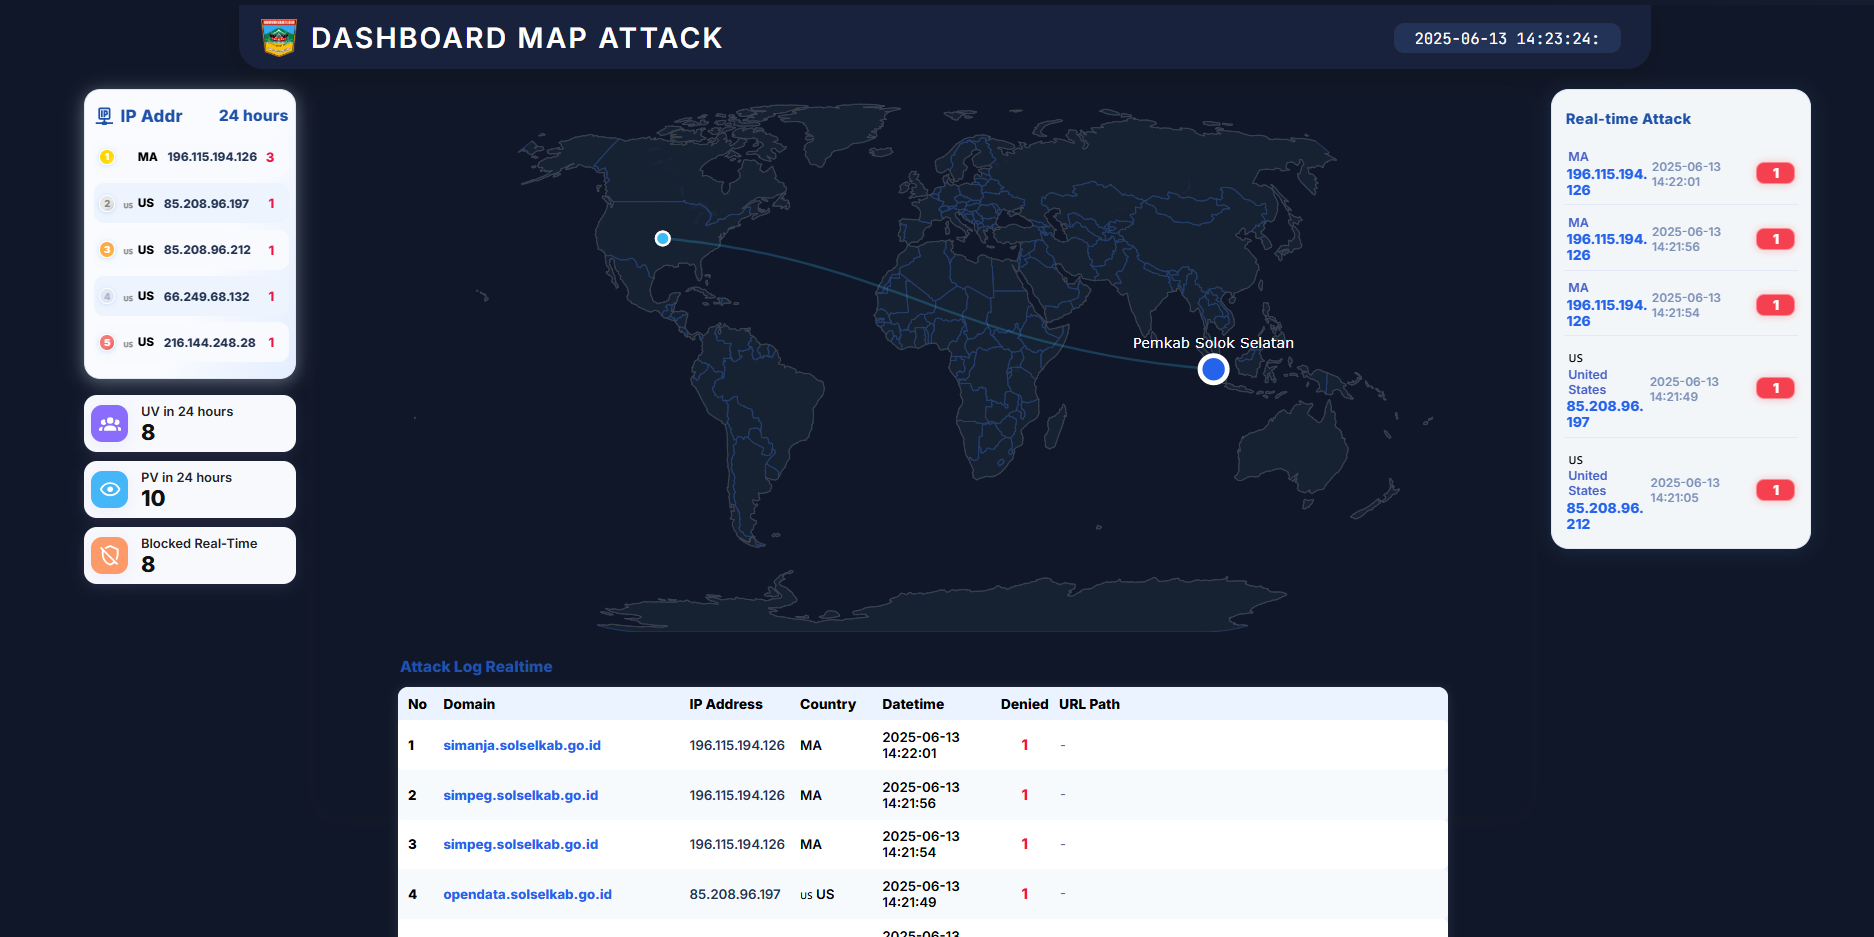 DASHBOARD MAP ATTACK
2025-06-13 14:23:24:
IP Addr 24 hours
1 MA 196.115.194.126 3
2 us US 85.208.96.197 1
3 us US 85.208.96.212 1
4 us US 66.249.68.132 1
5 us US 216.144.248.28 1
UV in 24 hours
8
PV in 24 hours
10
Blocked Real-Time
8
Pemkab Solok Selatan
Real-time Attack
MA
196.115.194.
126
2025-06-13
14:22:01
1
MA
196.115.194.
126
2025-06-13
14:21:56
1
MA
196.115.194.
126
2025-06-13
14:21:54
1
US
United
States
85.208.96.
197
2025-06-13
14:21:49
1
US
United
States
85.208.96.
212
2025-06-13
14:21:05
1
Attack Log Realtime
No Domain IP Address Country Datetime Denied URL Path
1 simanja.solselkab.go.id 196.115.194.126 MA 2025-06-13 14:22:01 1 -
2 simpeg.solselkab.go.id 196.115.194.126 MA 2025-06-13 14:21:56 1 -
3 simpeg.solselkab.go.id 196.115.194.126 MA 2025-06-13 14:21:54 1 -
4 opendata.solselkab.go.id 85.208.96.197 us US 2025-06-13 14:21:49 1 -
2025-06-13